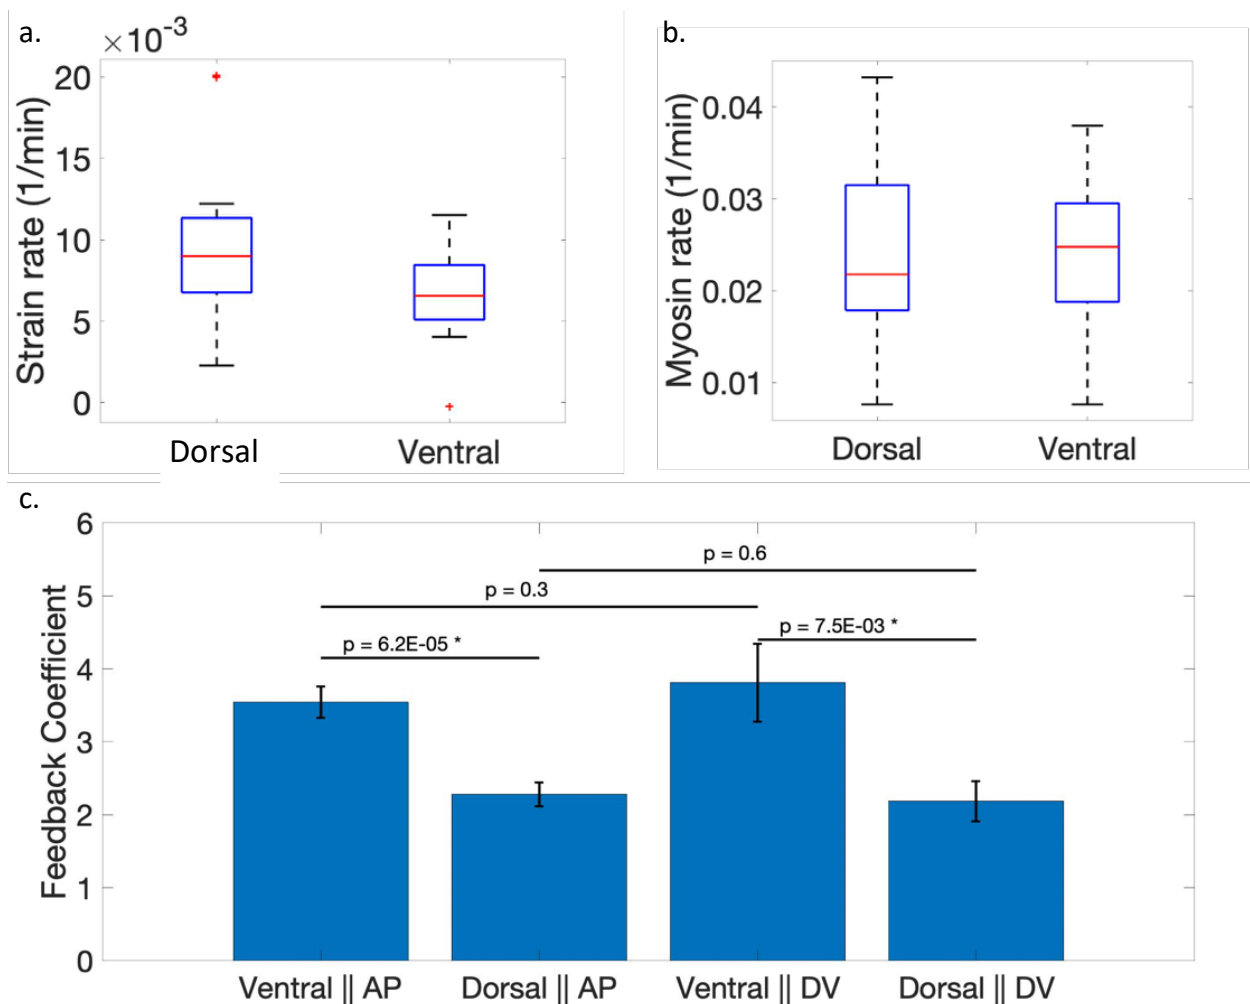 a.
×10⁻³
Strain rate (1/min)
20
15
10
5
0
Dorsal
Ventral
b.
Myosin rate (1/min)
0.04
0.03
0.02
0.01
Dorsal
Ventral
c.
Feedback Coefficient
6
5
4
3
2
1
0
p = 0.6
p = 0.3
p = 7.5E-03 *
p = 6.2E-05 *
Ventral || AP
Dorsal || AP
Ventral || DV
Dorsal || DV